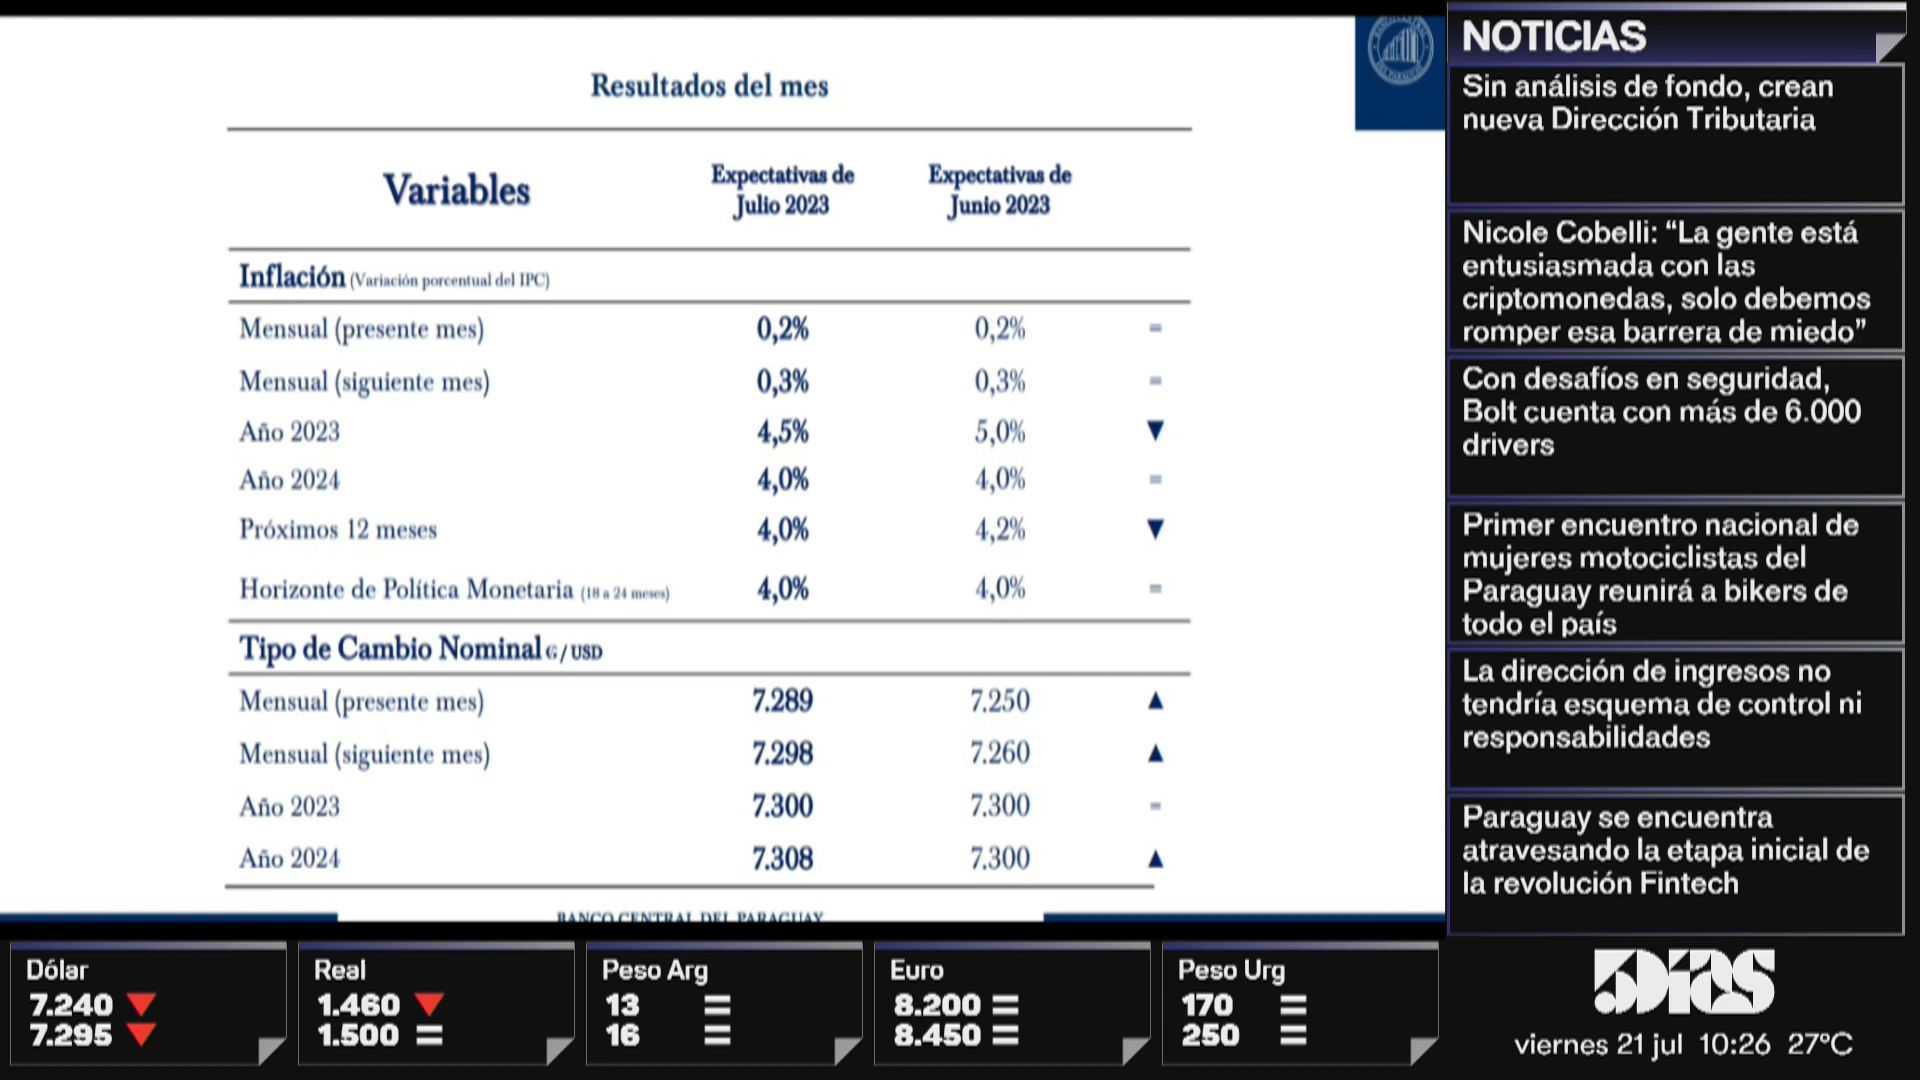 Resultados del mes
Variables
Expectativas de
Julio 2023
Expectativas de
Junio 2023
Inflación (Variación porcentual del IPC)
Mensual (presente mes) 0,2% 0,2% =
Mensual (siguiente mes) 0,3% 0,3% =
Año 2023 4,5% 5,0% ▼
Año 2024 4,0% 4,0% =
Próximos 12 meses 4,0% 4,2% ▼
Horizonte de Política Monetaria (18 a 24 meses) 4,0% 4,0% =
Tipo de Cambio Nominal G/USD
Mensual (presente mes) 7.289 7.250 ▲
Mensual (siguiente mes) 7.298 7.260 ▲
Año 2023 7.300 7.300 =
Año 2024 7.308 7.300 ▲
BANCO CENTRAL DEL PARAGUAY
NOTICIAS
Sin análisis de fondo, crean
nueva Dirección Tributaria
Nicole Cobelli: “La gente está
entusiasmada con las
criptomonedas, solo debemos
romper esa barrera de miedo”
Con desafíos en seguridad,
Bolt cuenta con más de 6.000
drivers
Primer encuentro nacional de
mujeres motociclistas del
Paraguay reunirá a bikers de
todo el país
La dirección de ingresos no
tendría esquema de control ni
responsabilidades
Paraguay se encuentra
atravesando la etapa inicial de
la revolución Fintech
Dólar
7.240 ▼
7.295 ▼
Real
1.460 ▼
1.500 =
Peso Arg
13 =
16 =
Euro
8.200 =
8.450 =
Peso Urg
170 =
250 =
5Días
viernes 21 jul 10:26 27°C